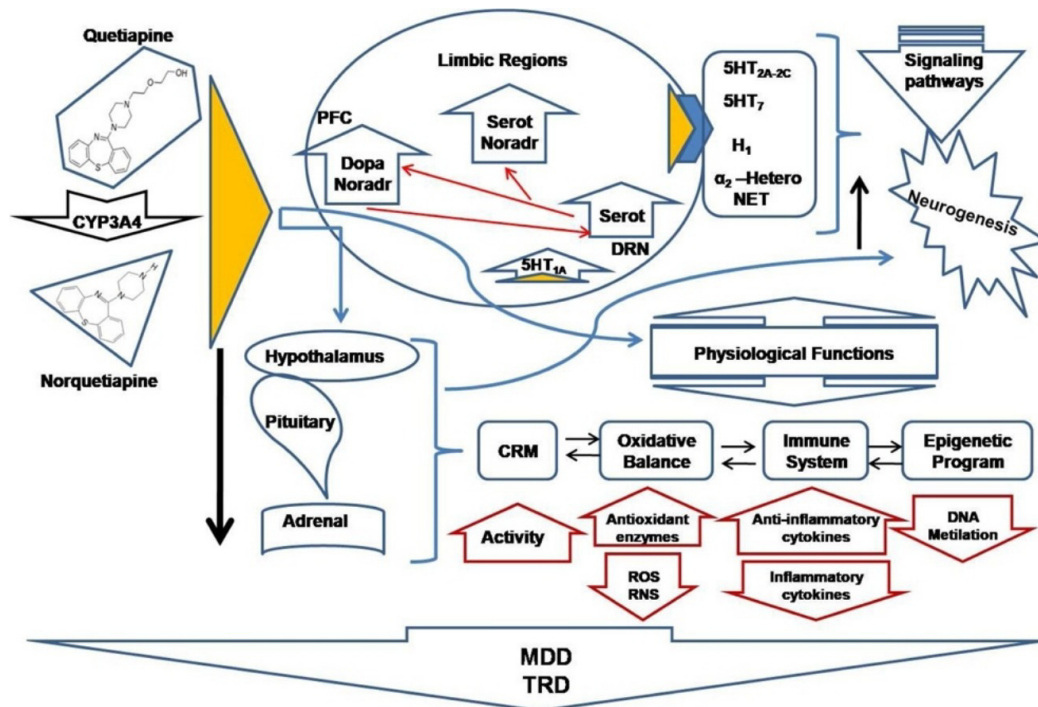 Quetiapine
OH
O
N
N
N
S
CYP3A4
H
N
N
N
S
Norquetiapine
Limbic Regions
PFC
Serot
Noradr
Dopa
Noradr
Serot
DRN
5HT1A
5HT2A-2C
5HT7
H1
α2 –Hetero
NET
Signaling
pathways
Neurogenesis
Hypothalamus
Pituitary
Adrenal
Physiological Functions
CRM
Oxidative
Balance
Immune
System
Epigenetic
Program
Activity
Antioxidant
enzymes
Anti-inflammatory
cytokines
DNA
Metilation
ROS
RNS
Inflammatory
cytokines
MDD
TRD